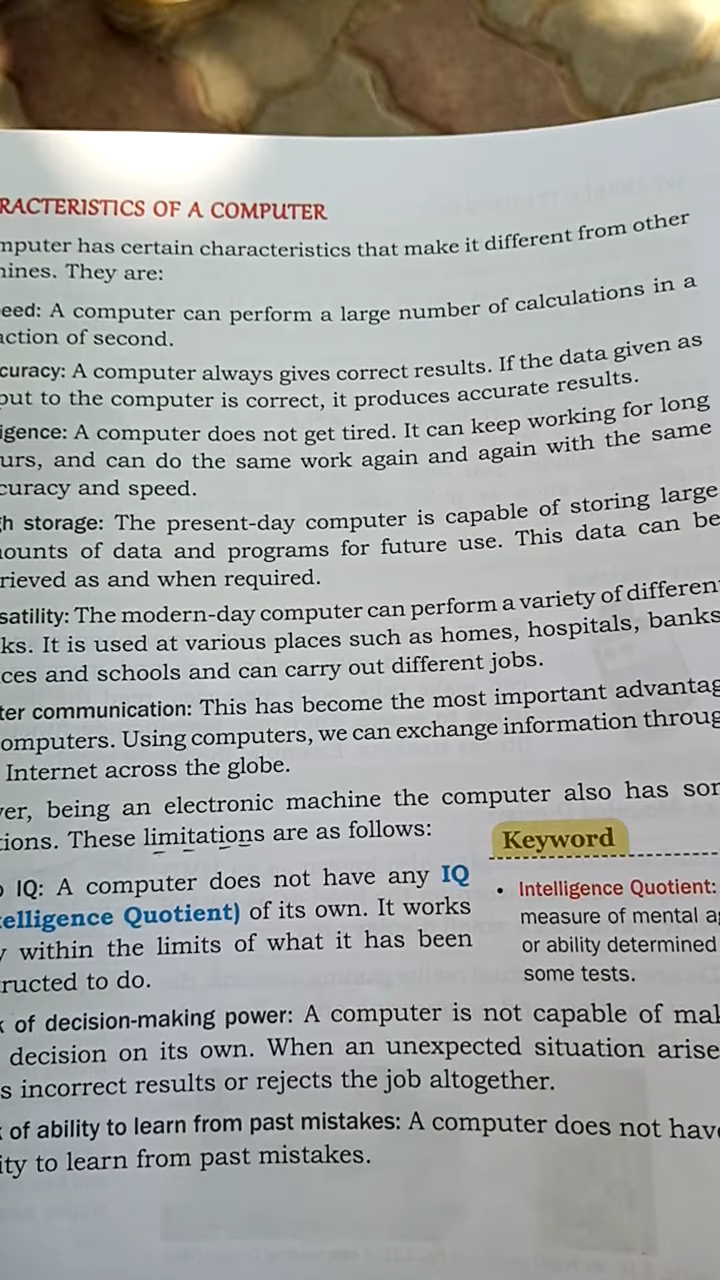 RACTERISTICS OF A COMPUTER
mputer has certain characteristics that make it different from other
ines. They are:
eed: A computer can perform a large number of calculations in a
action of second.
curacy: A computer always gives correct results. If the data given as
put to the computer is correct, it produces accurate results.
igence: A computer does not get tired. It can keep working for long
urs, and can do the same work again and again with the same
curacy and speed.
gh storage: The present-day computer is capable of storing large
ounts of data and programs for future use. This data can be
rieved as and when required.
satility: The modern-day computer can perform a variety of different
ks. It is used at various places such as homes, hospitals, banks
ces and schools and can carry out different jobs.
ter communication: This has become the most important advantag
omputers. Using computers, we can exchange information throug
Internet across the globe.
er, being an electronic machine the computer also has som
tions. These limitations are as follows:
o IQ: A computer does not have any IQ
telligence Quotient) of its own. It works
y within the limits of what it has been
ructed to do.
Keyword
• Intelligence Quotient:
measure of mental ag
or ability determined
some tests.
k of decision-making power: A computer is not capable of mak
decision on its own. When an unexpected situation arise
s incorrect results or rejects the job altogether.
k of ability to learn from past mistakes: A computer does not have
ity to learn from past mistakes.